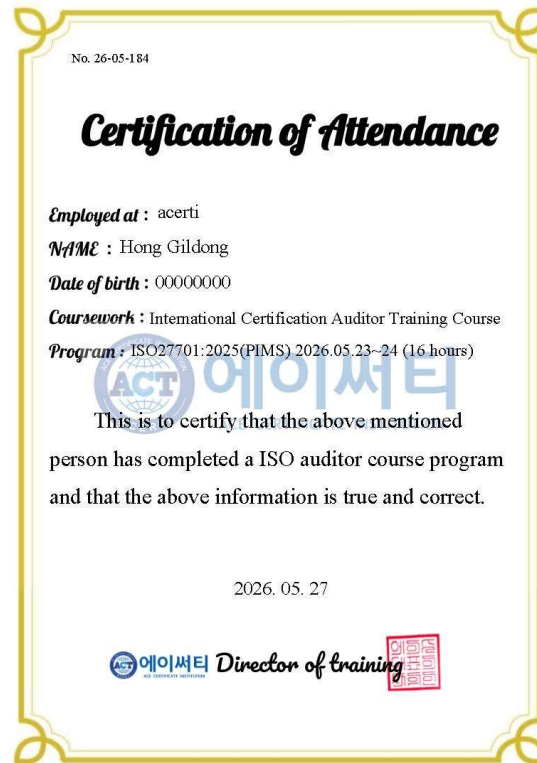 No. 26-05-184
Certification of Attendance
Employed at : acerti
NAME : Hong Gildong
Date of birth : 00000000
Coursework : International Certification Auditor Training Course
Program : ISO27701:2025(PIMS) 2026.05.23~24 (16 hours)
ACT 에이써티
This is to certify that the above mentioned
person has completed a ISO auditor course program
and that the above information is true and correct.
2026. 05. 27
ACT 에이써티 Director of training
ACE CERTIFICATE INSTITUTION